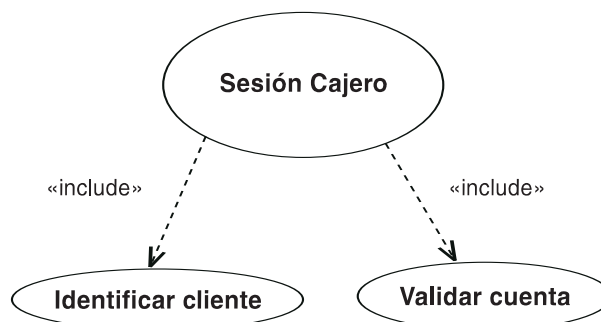 Sesión Cajero
«include»
«include»
Identificar cliente
Validar cuenta